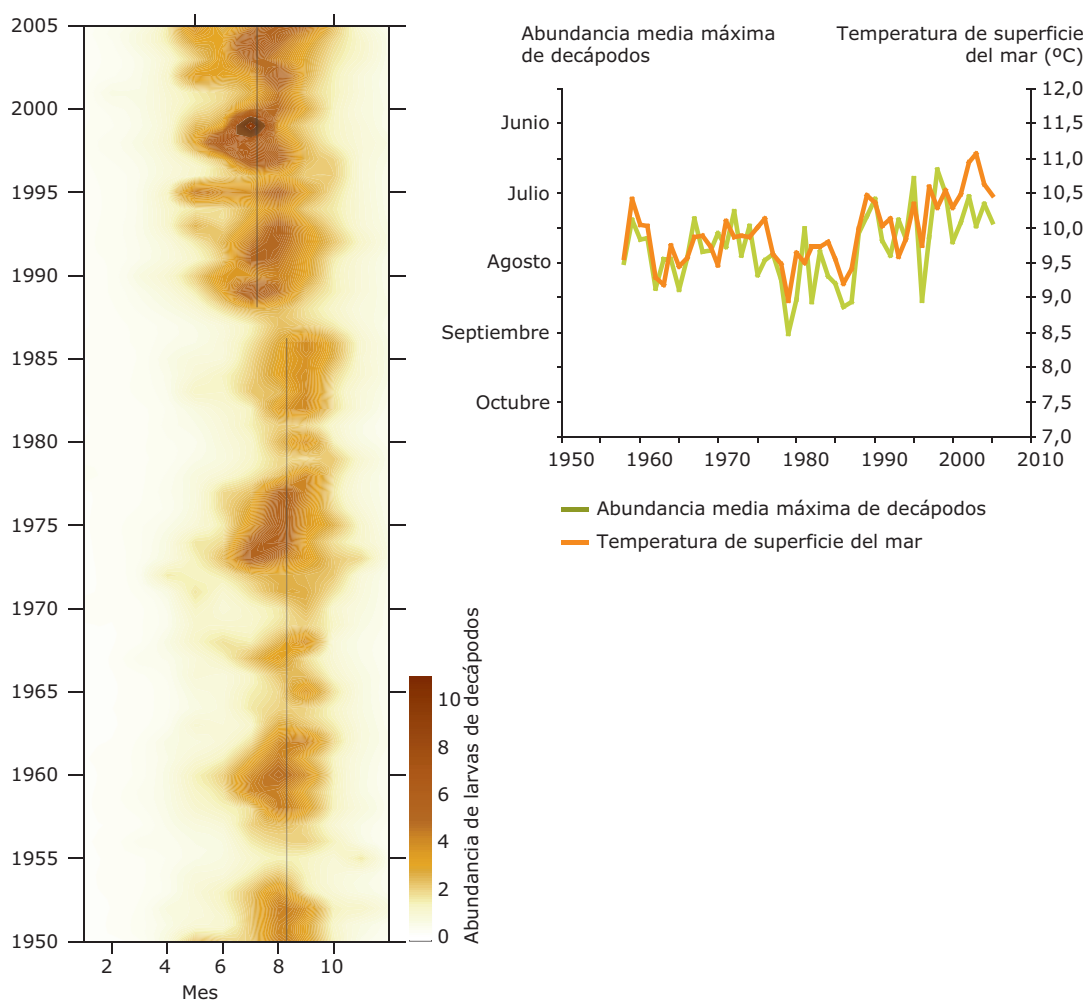 2005
2000
1995
1990
1985
1980
1975
1970
1965
1960
1955
1950
2 4 6 8 10
Mes
10
8
6
4
2
0
Abundancia de larvas de decápodos
Abundancia media máxima
de decápodos
Temperatura de superficie
del mar (ºC)
Junio
Julio
Agosto
Septiembre
Octubre
12,0
11,5
11,0
10,5
10,0
9,5
9,0
8,5
8,0
7,5
7,0
1950 1960 1970 1980 1990 2000 2010
Abundancia media máxima de decápodos
Temperatura de superficie del mar